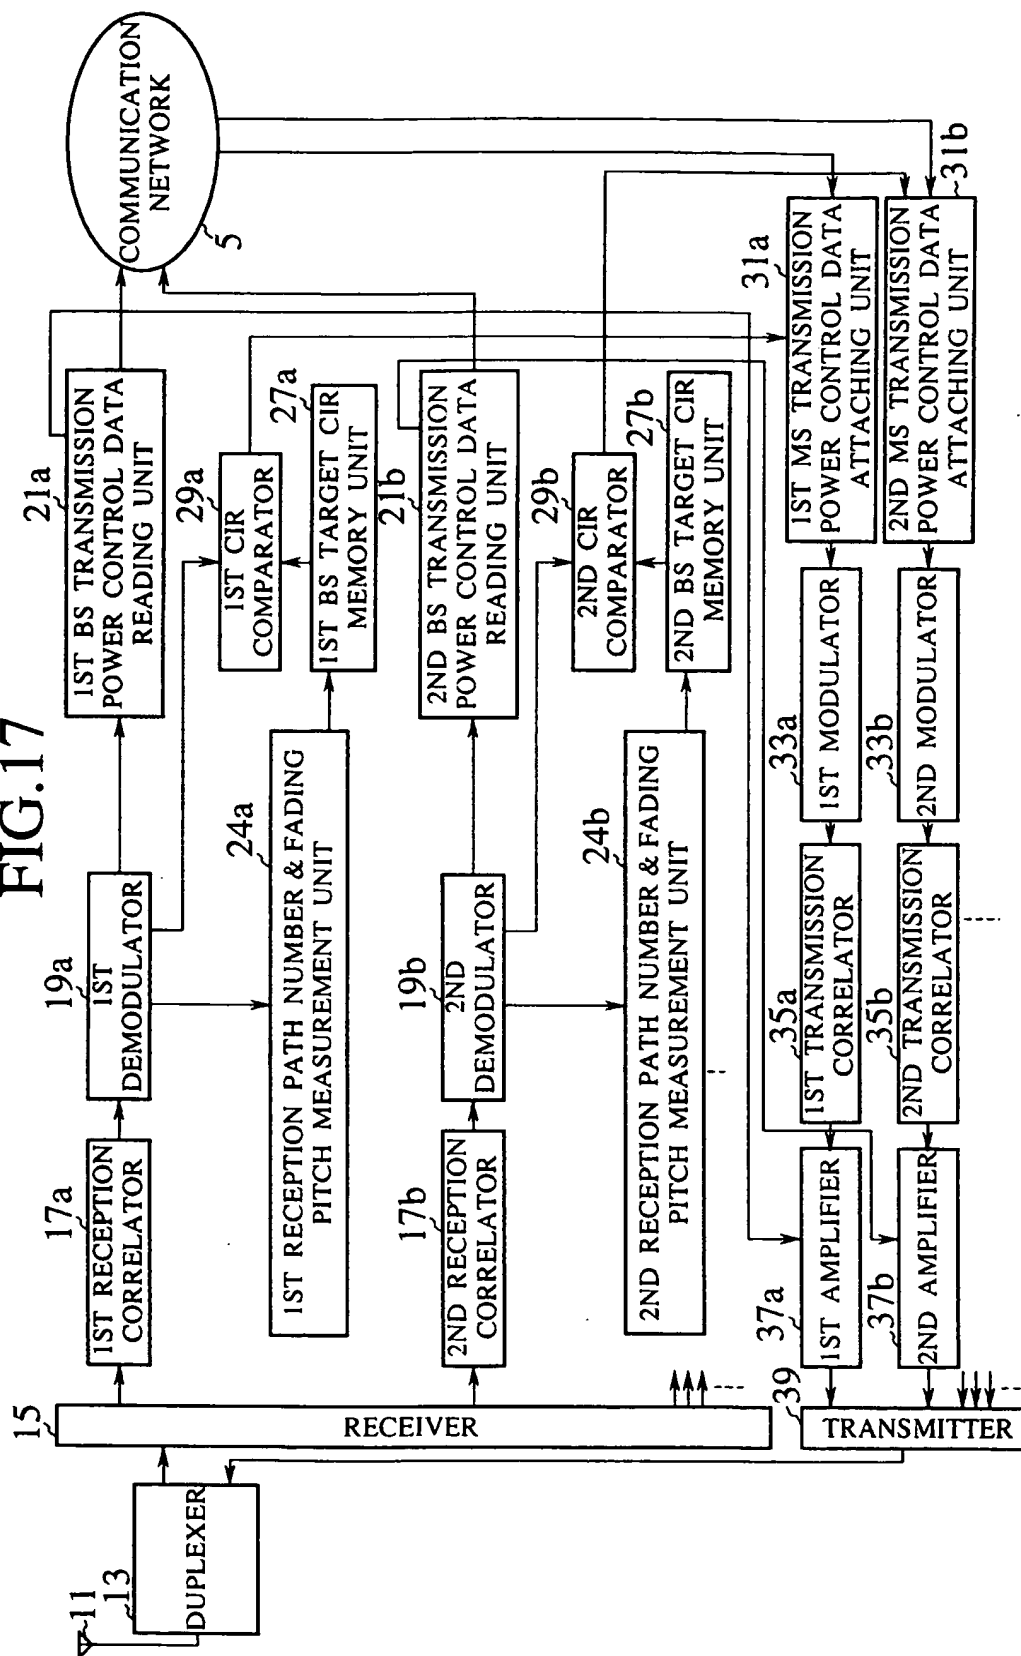 FIG.17
11
13
DUPLEXER
15
RECEIVER
17a
1ST RECEPTION
CORRELATOR
19a
1ST
DEMODULATOR
21a
1ST BS TRANSMISSION
POWER CONTROL DATA
READING UNIT
COMMUNICATION
NETWORK
5
24a
1ST RECEPTION PATH NUMBER & FADING
PITCH MEASUREMENT UNIT
29a
1ST CIR
COMPARATOR
27a
1ST BS TARGET CIR
MEMORY UNIT
17b
2ND RECEPTION
CORRELATOR
19b
2ND
DEMODULATOR
21b
2ND BS TRANSMISSION
POWER CONTROL DATA
READING UNIT
24b
2ND RECEPTION PATH NUMBER & FADING
PITCH MEASUREMENT UNIT
29b
2ND CIR
COMPARATOR
27b
2ND BS TARGET CIR
MEMORY UNIT
39
TRANSMITTER
37a
1ST AMPLIFIER
35a
1ST TRANSMISSION
CORRELATOR
33a
1ST MODULATOR
31a
1ST MS TRANSMISSION
POWER CONTROL DATA
ATTACHING UNIT
37b
2ND AMPLIFIER
35b
2ND TRANSMISSION
CORRELATOR
33b
2ND MODULATOR
31b
2ND MS TRANSMISSION
POWER CONTROL DATA
ATTACHING UNIT